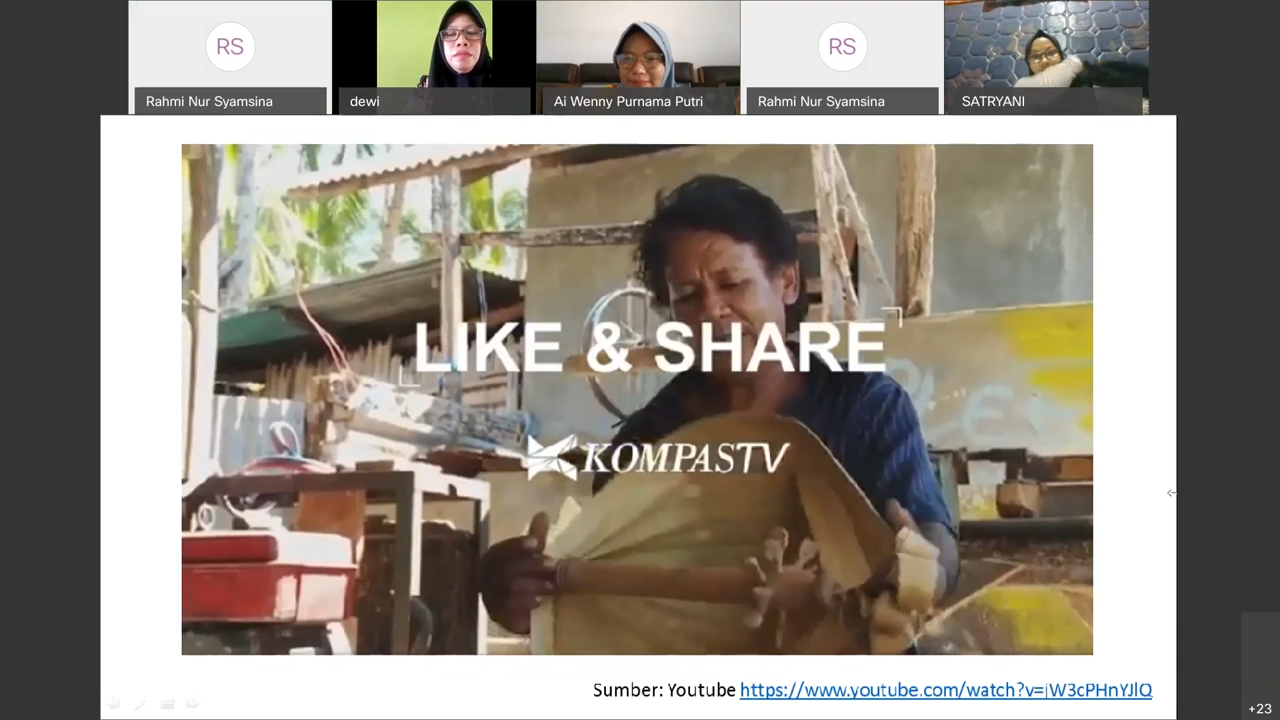 RS
Rahmi Nur Syamsina
dewi
Ai Wenny Purnama Putri
RS
Rahmi Nur Syamsina
SATRYANI
LIKE & SHARE
KOMPASTV
Sumber: Youtube https://www.youtube.com/watch?v=jW3cPHnYJlQ
+23